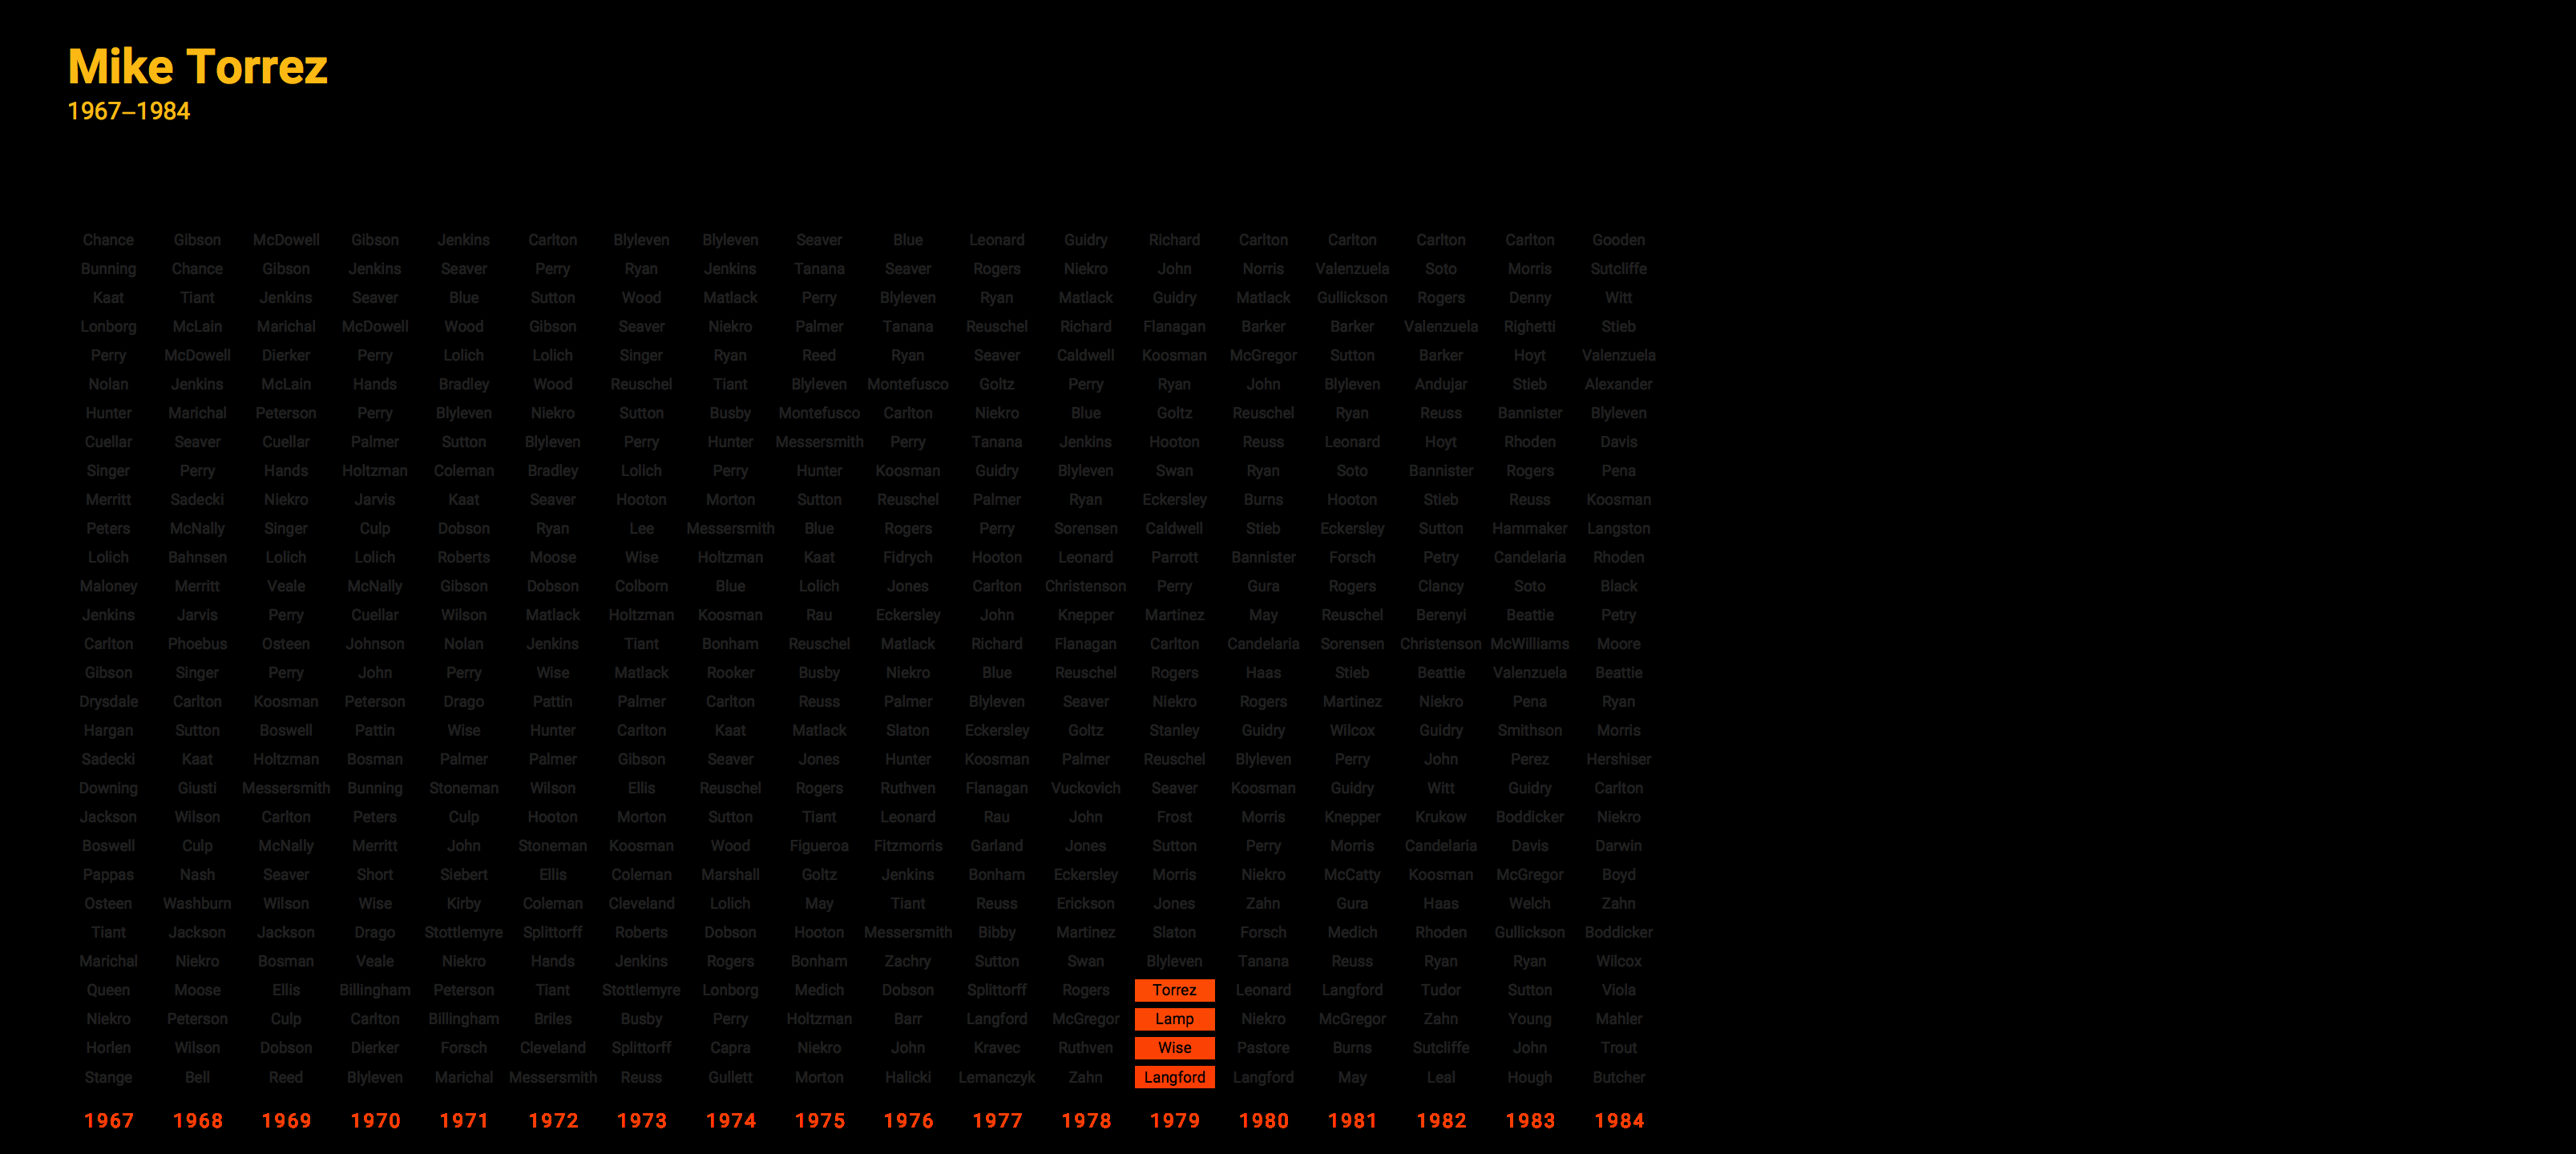 Mike Torrez
1967–1984
Chance Gibson McDowell Gibson Jenkins Carlton Blyleven Blyleven Seaver Blue Leonard Guidry Richard Carlton Carlton Carlton Carlton Gooden
Bunning Chance Gibson Jenkins Seaver Perry Ryan Jenkins Tanana Seaver Rogers Niekro John Norris Valenzuela Soto Morris Sutcliffe
Kaat Tiant Jenkins Seaver Blue Sutton Wood Matlack Perry Blyleven Ryan Matlack Guidry Matlack Gullickson Rogers Denny Witt
Lonborg McLain Marichal McDowell Wood Gibson Seaver Niekro Palmer Tanana Reuschel Richard Flanagan Barker Barker Valenzuela Righetti Stieb
Perry McDowell Dierker Perry Lolich Lolich Singer Ryan Reed Ryan Seaver Caldwell Koosman McGregor Sutton Barker Hoyt Valenzuela
Nolan Jenkins McLain Hands Bradley Wood Reuschel Tiant Blyleven Montefusco Goltz Perry Ryan John Blyleven Andujar Stieb Alexander
Hunter Marichal Peterson Perry Blyleven Niekro Sutton Busby Montefusco Carlton Niekro Blue Goltz Reuschel Ryan Reuss Bannister Blyleven
Cuellar Seaver Cuellar Palmer Sutton Blyleven Perry Hunter Messersmith Perry Tanana Jenkins Hooton Reuss Leonard Hoyt Rhoden Davis
Singer Perry Hands Holtzman Coleman Bradley Lolich Perry Hunter Koosman Guidry Blyleven Swan Ryan Soto Bannister Rogers Pena
Merritt Sadecki Niekro Jarvis Kaat Seaver Hooton Morton Sutton Reuschel Palmer Ryan Eckersley Burns Hooton Stieb Reuss Koosman
Peters McNally Singer Culp Dobson Ryan Lee Messersmith Blue Rogers Perry Sorensen Caldwell Stieb Eckersley Sutton Hammaker Langston
Lolich Bahnsen Lolich Lolich Roberts Moose Wise Holtzman Kaat Fidrych Hooton Leonard Parrott Bannister Forsch Petry Candelaria Rhoden
Maloney Merritt Veale McNally Gibson Dobson Colborn Blue Lolich Jones Carlton Christenson Perry Gura Rogers Clancy Soto Black
Jenkins Jarvis Perry Cuellar Wilson Matlack Holtzman Koosman Rau Eckersley John Knepper Martinez May Reuschel Berenyi Beattie Petry
Carlton Phoebus Osteen Johnson Nolan Jenkins Tiant Bonham Reuschel Matlack Richard Flanagan Carlton Candelaria Sorensen Christenson McWilliams Moore
Gibson Singer Perry John Perry Wise Matlack Rooker Busby Niekro Blue Reuschel Rogers Haas Stieb Beattie Valenzuela Beattie
Drysdale Carlton Koosman Peterson Drago Pattin Palmer Carlton Reuss Palmer Blyleven Seaver Niekro Rogers Martinez Niekro Pena Ryan
Hargan Sutton Boswell Pattin Wise Hunter Carlton Kaat Matlack Slaton Eckersley Goltz Stanley Guidry Wilcox Guidry Smithson Morris
Sadecki Kaat Holtzman Bosman Palmer Palmer Gibson Seaver Jones Hunter Koosman Palmer Reuschel Blyleven Perry John Perez Hershiser
Downing Giusti Messersmith Bunning Stoneman Wilson Ellis Reuschel Rogers Ruthven Flanagan Vuckovich Seaver Koosman Guidry Witt Guidry Carlton
Jackson Wilson Carlton Peters Culp Hooton Morton Sutton Tiant Leonard Rau John Frost Morris Knepper Krukow Boddicker Niekro
Boswell Culp McNally Merritt John Stoneman Koosman Wood Figueroa Fitzmorris Garland Jones Sutton Perry Morris Candelaria Davis Darwin
Pappas Nash Seaver Short Siebert Ellis Coleman Marshall Goltz Jenkins Bonham Eckersley Morris Niekro McCatty Koosman McGregor Boyd
Osteen Washburn Wilson Wise Kirby Coleman Cleveland Lolich May Tiant Reuss Erickson Jones Zahn Gura Haas Welch Zahn
Tiant Jackson Jackson Drago Stottlemyre Splittorff Roberts Dobson Hooton Messersmith Bibby Martinez Slaton Forsch Medich Rhoden Gullickson Boddicker
Marichal Niekro Bosman Veale Niekro Hands Jenkins Rogers Bonham Zachry Sutton Swan Blyleven Tanana Reuss Ryan Ryan Wilcox
Queen Moose Ellis Billingham Peterson Tiant Stottlemyre Lonborg Medich Dobson Splittorff Rogers Torrez Leonard Langford Tudor Sutton Viola
Niekro Peterson Culp Carlton Billingham Briles Busby Perry Holtzman Barr Langford McGregor Lamp Niekro McGregor Zahn Young Mahler
Horlen Wilson Dobson Dierker Forsch Cleveland Splittorff Capra Niekro John Kravec Ruthven Wise Pastore Burns Sutcliffe John Trout
Stange Bell Reed Blyleven Marichal Messersmith Reuss Gullett Morton Halicki Lemanczyk Zahn Langford Langford May Leal Hough Butcher
1967 1968 1969 1970 1971 1972 1973 1974 1975 1976 1977 1978 1979 1980 1981 1982 1983 1984